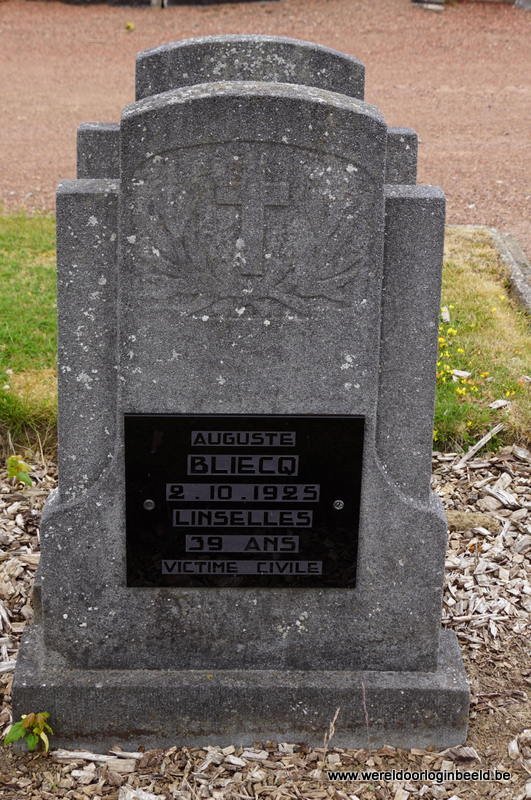 AUGUSTE
BLIECQ
2.10.1925
LINSELLES
39 ANS
VICTIME CIVILE
www.wereldoorloginbeeld.be